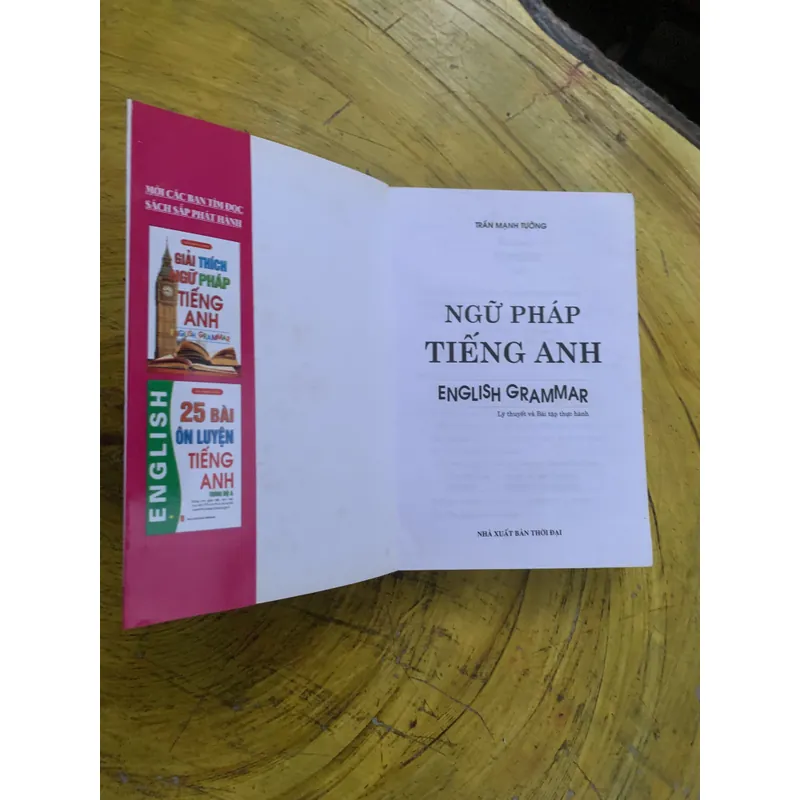 MỜI CÁC BẠN TÌM ĐỌC
SÁCH SẮP PHÁT HÀNH
GIẢI THÍCH
NGỮ PHÁP
TIẾNG
ANH
ENGLISH GRAMMAR
ENGLISH
25 BÀI
ÔN LUYỆN
TIẾNG
ANH
TRẦN MẠNH TƯỜNG
NGỮ PHÁP
TIẾNG ANH
ENGLISH GRAMMAR
Lý thuyết và Bài tập thực hành
NHÀ XUẤT BẢN THỜI ĐẠI